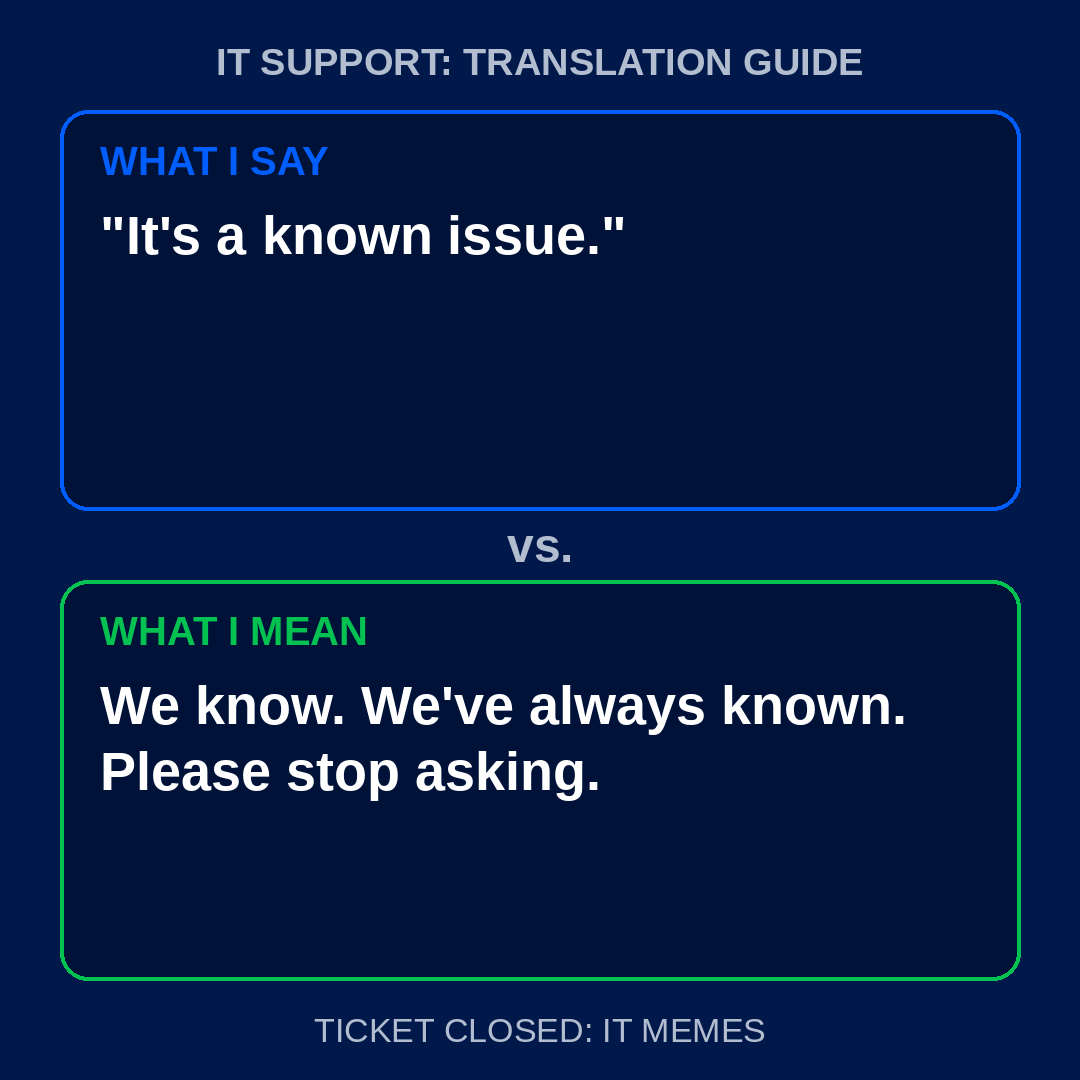 IT SUPPORT: TRANSLATION GUIDE
WHAT I SAY
"It's a known issue."
vs.
WHAT I MEAN
We know. We've always known.
Please stop asking.
TICKET CLOSED: IT MEMES